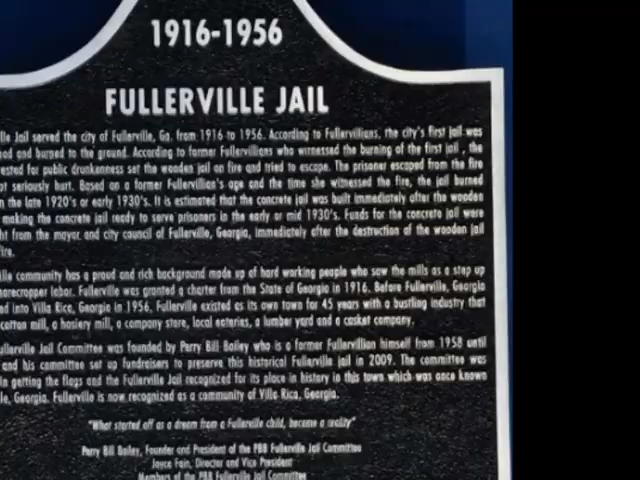 1916-1956
FULLERVILLE JAIL
lle Jail served the city of Fullerville, Ga. from 1916 to 1956. According to Fullervillians, the city's first jail was
ood and burned to the ground. According to former Fullervillians who witnessed the burning of the first jail , the
ested for public drunkenness set the wooden jail on fire and tried to escape. The prisoner escaped from the fire
ot seriously hurt. Based on a former Fullervillian's age and the time she witnessed the fire, the jail burned
n the late 1920's or early 1930's. It is estimated that the concrete jail was built immediately after the wooden
making the concrete jail ready to serve prisoners in the early or mid 1930's. Funds for the concrete jail were
ht from the mayor and city council of Fullerville, Georgia, immediately after the destruction of the wooden jail
fire.
ille community has a proud and rich background made up of hard working people who saw the mills as a step up
harecropper labor. Fullerville was granted a charter from the State of Georgia in 1916. Before Fullerville, Georgia
ed into Villa Rica, Georgia in 1956, Fullerville existed as its own town for 45 years with a bustling industry that
cotton mill, a hosiery mill, a company store, local eateries, a lumber yard and a casket company.
ullerville Jail Committee was founded by Perry Bill Bailey who is a former Fullervillian himself from 1958 until
and his committee set up fundraisers to preserve this historical Fullerville jail in 2009. The committee was
in getting the flags and the Fullerville Jail recognized for its place in history in this town which was once known
le, Georgia. Fullerville is now recognized as a community of Villa Rica, Georgia.
"What started off as a dream from a Fullerville child, became a reality"
Perry Bill Bailey, Founder and President of the PBB Fullerville Jail Committee
Joyce Fain, Director and Vice President
Members of the PBB Fullerville Jail Committee